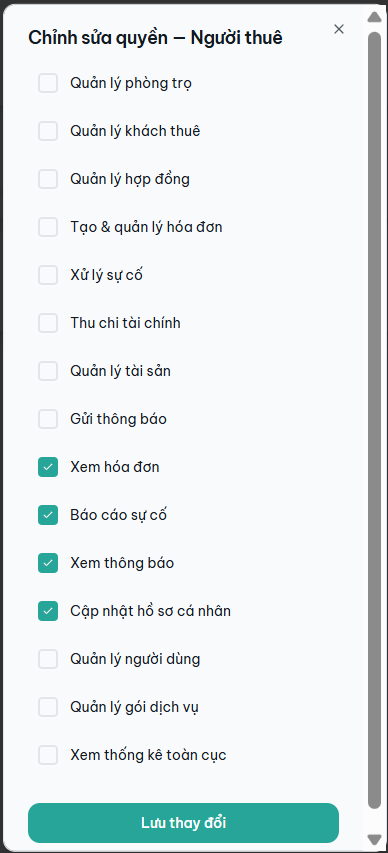 Chỉnh sửa quyền — Người thuê
Quản lý phòng trọ
Quản lý khách thuê
Quản lý hợp đồng
Tạo & quản lý hóa đơn
Xử lý sự cố
Thu chi tài chính
Quản lý tài sản
Gửi thông báo
Xem hóa đơn
Báo cáo sự cố
Xem thông báo
Cập nhật hồ sơ cá nhân
Quản lý người dùng
Quản lý gói dịch vụ
Xem thống kê toàn cục
Lưu thay đổi